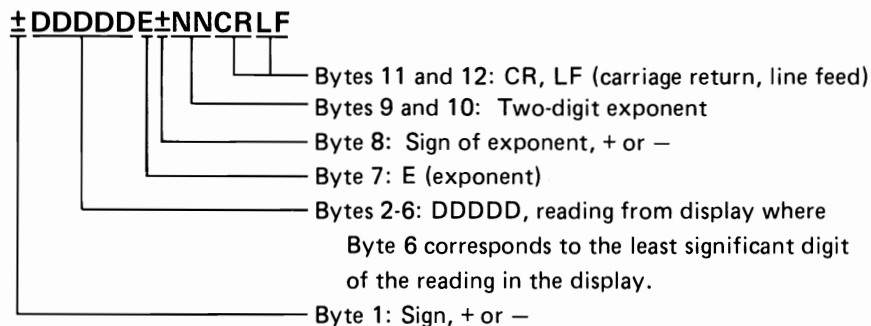 ±DDDDDE±NNCRLF
Bytes 11 and 12: CR, LF (carriage return, line feed)
Bytes 9 and 10: Two-digit exponent
Byte 8: Sign of exponent, + or −
Byte 7: E (exponent)
Bytes 2-6: DDDDD, reading from display where
Byte 6 corresponds to the least significant digit
of the reading in the display.
Byte 1: Sign, + or −